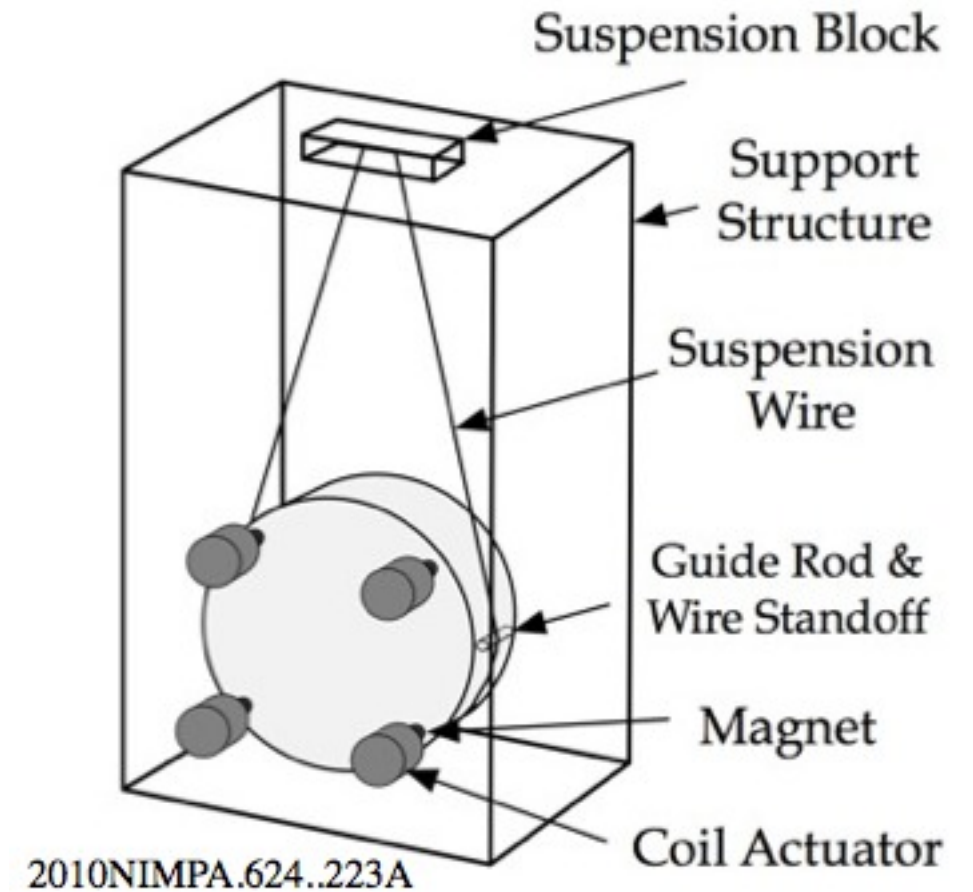 Suspension Block
Support
Structure
Suspension
Wire
Guide Rod &
Wire Standoff
Magnet
Coil Actuator
2010NIMPA.624..223A